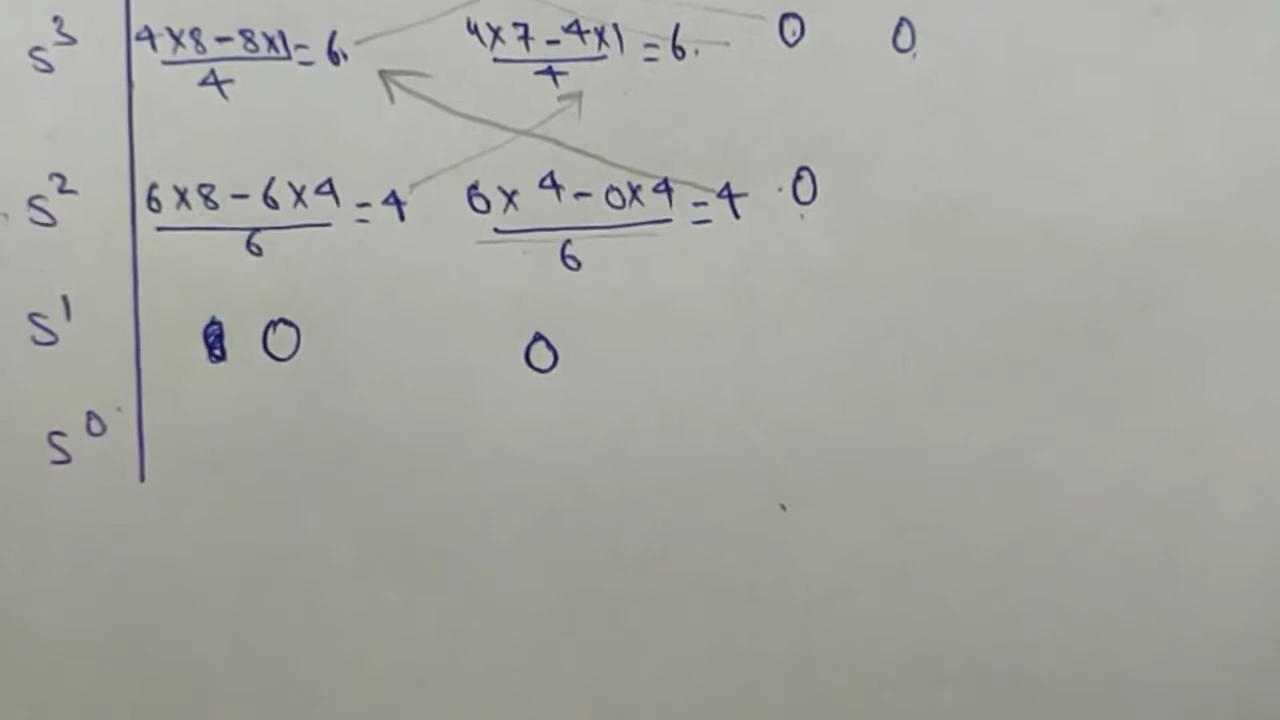 s³ 4×8-8×1/4 = 6. 4×7-4×1/4 = 6. 0 0
s² 6×8-6×4/6 = 4 6×4-0×4/6 = 4 0
s¹ 0 0
s⁰